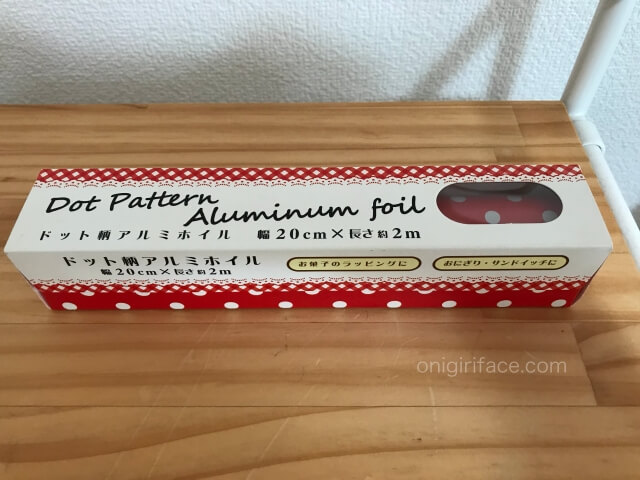 Dot Pattern
Aluminum foil
ドット柄アルミホイル 幅20cm×長さ約2m
ドット柄アルミホイル
幅20cm×長さ約2m
お菓子のラッピングに
おにぎり・サンドイッチに
onigiriface.com